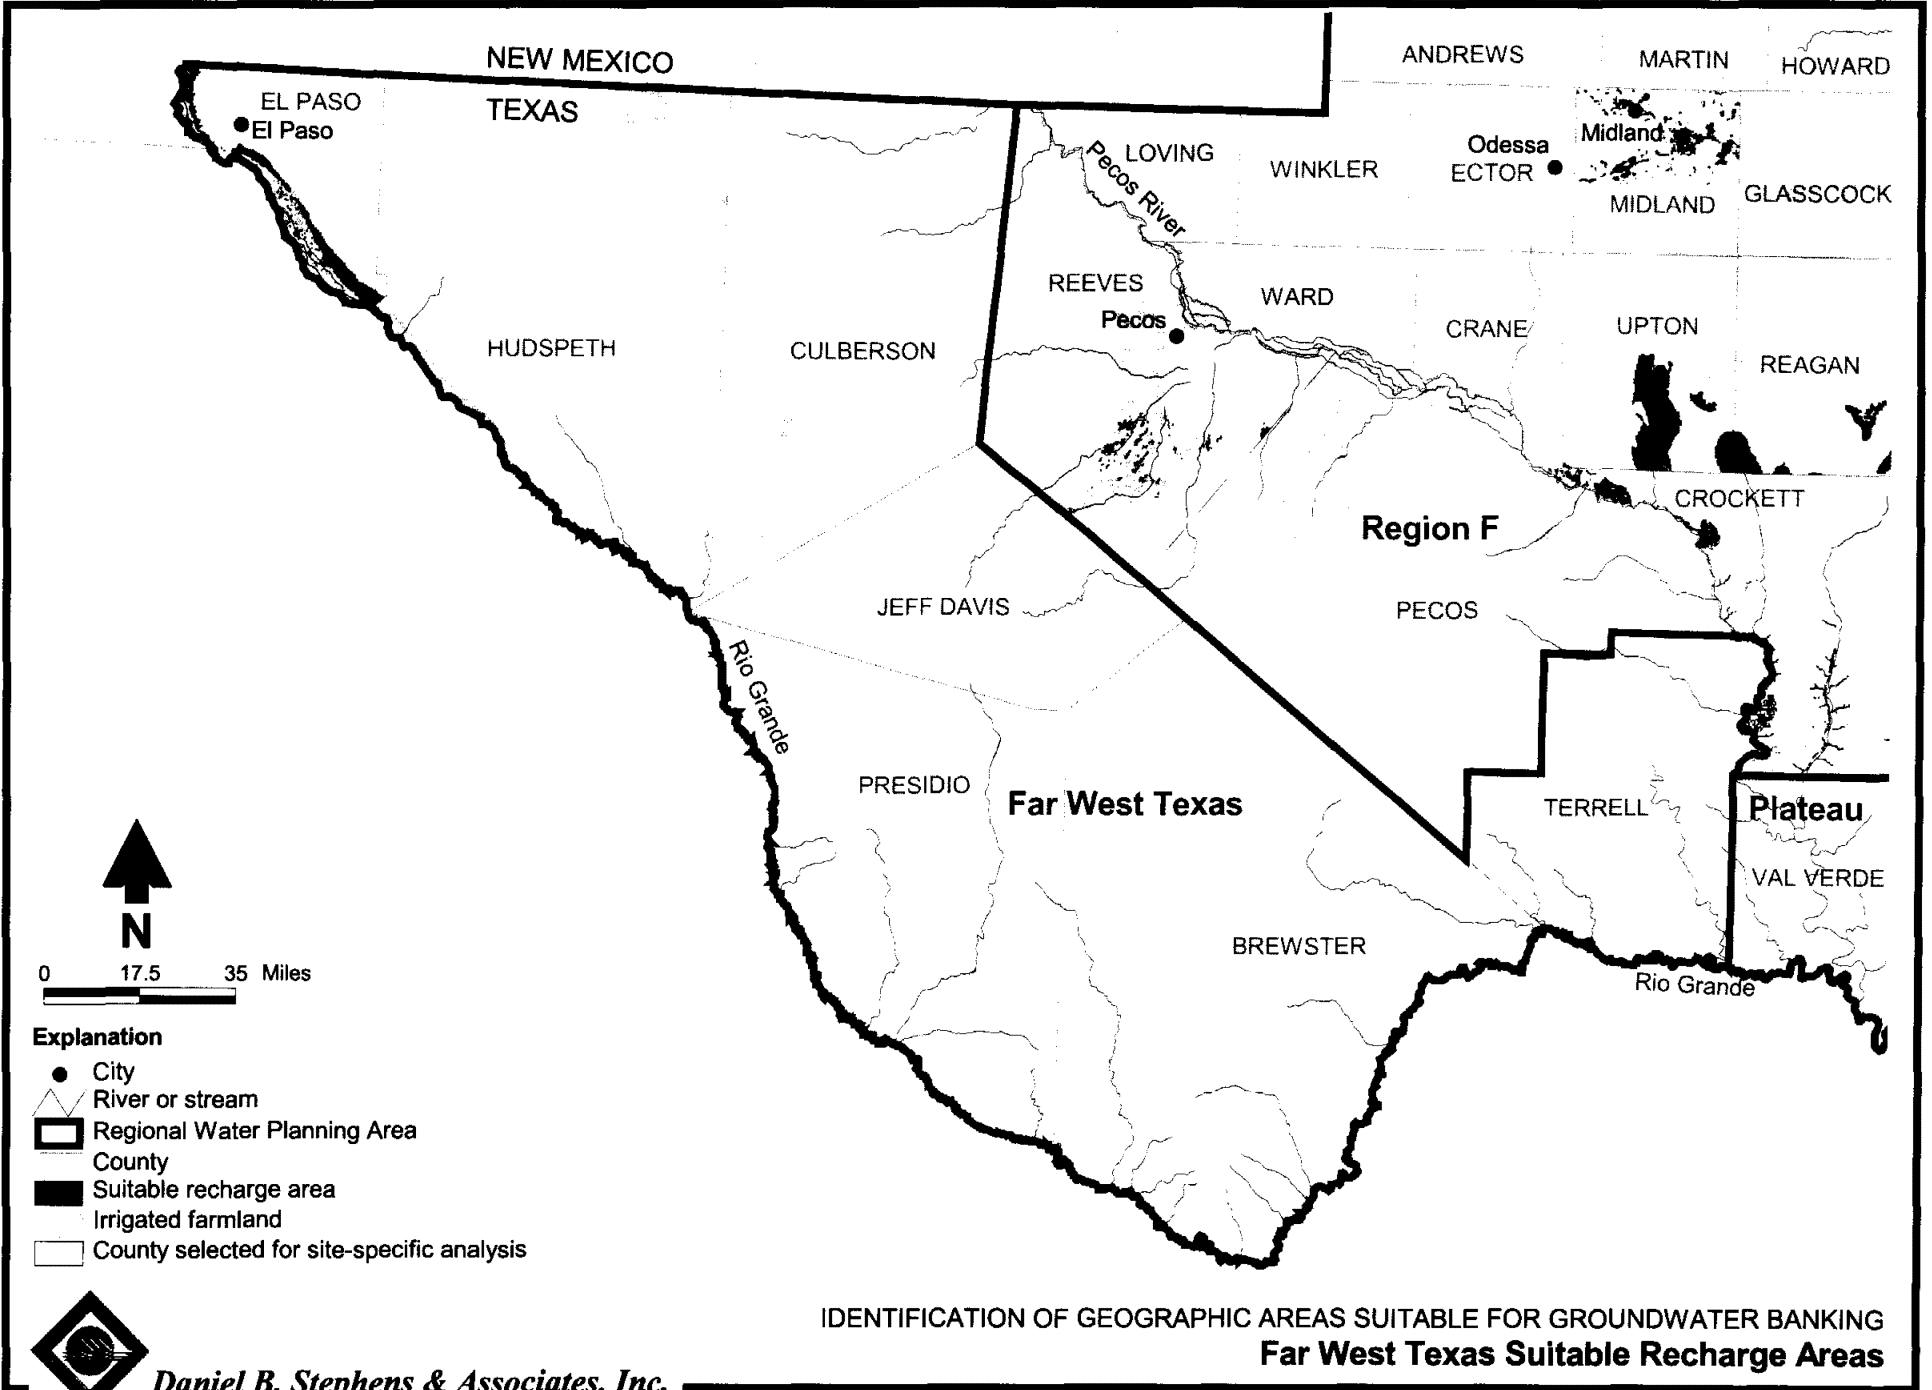 NEW MEXICO
TEXAS
EL PASO
El Paso
ANDREWS
MARTIN
HOWARD
Midland
Odessa
ECTOR
LOVING
WINKLER
MIDLAND
GLASSCOCK
Pecos River
REEVES
WARD
Pecos
CRANE
UPTON
REAGAN
HUDSPETH
CULBERSON
CROCKETT
Region F
JEFF DAVIS
PECOS
Rio Grande
PRESIDIO
Far West Texas
TERRELL
Plateau
VAL VERDE
BREWSTER
Rio Grande
N
0 17.5 35 Miles
Explanation
City
River or stream
Regional Water Planning Area
County
Suitable recharge area
Irrigated farmland
County selected for site-specific analysis
IDENTIFICATION OF GEOGRAPHIC AREAS SUITABLE FOR GROUNDWATER BANKING
Far West Texas Suitable Recharge Areas
Daniel B. Stephens & Associates, Inc.